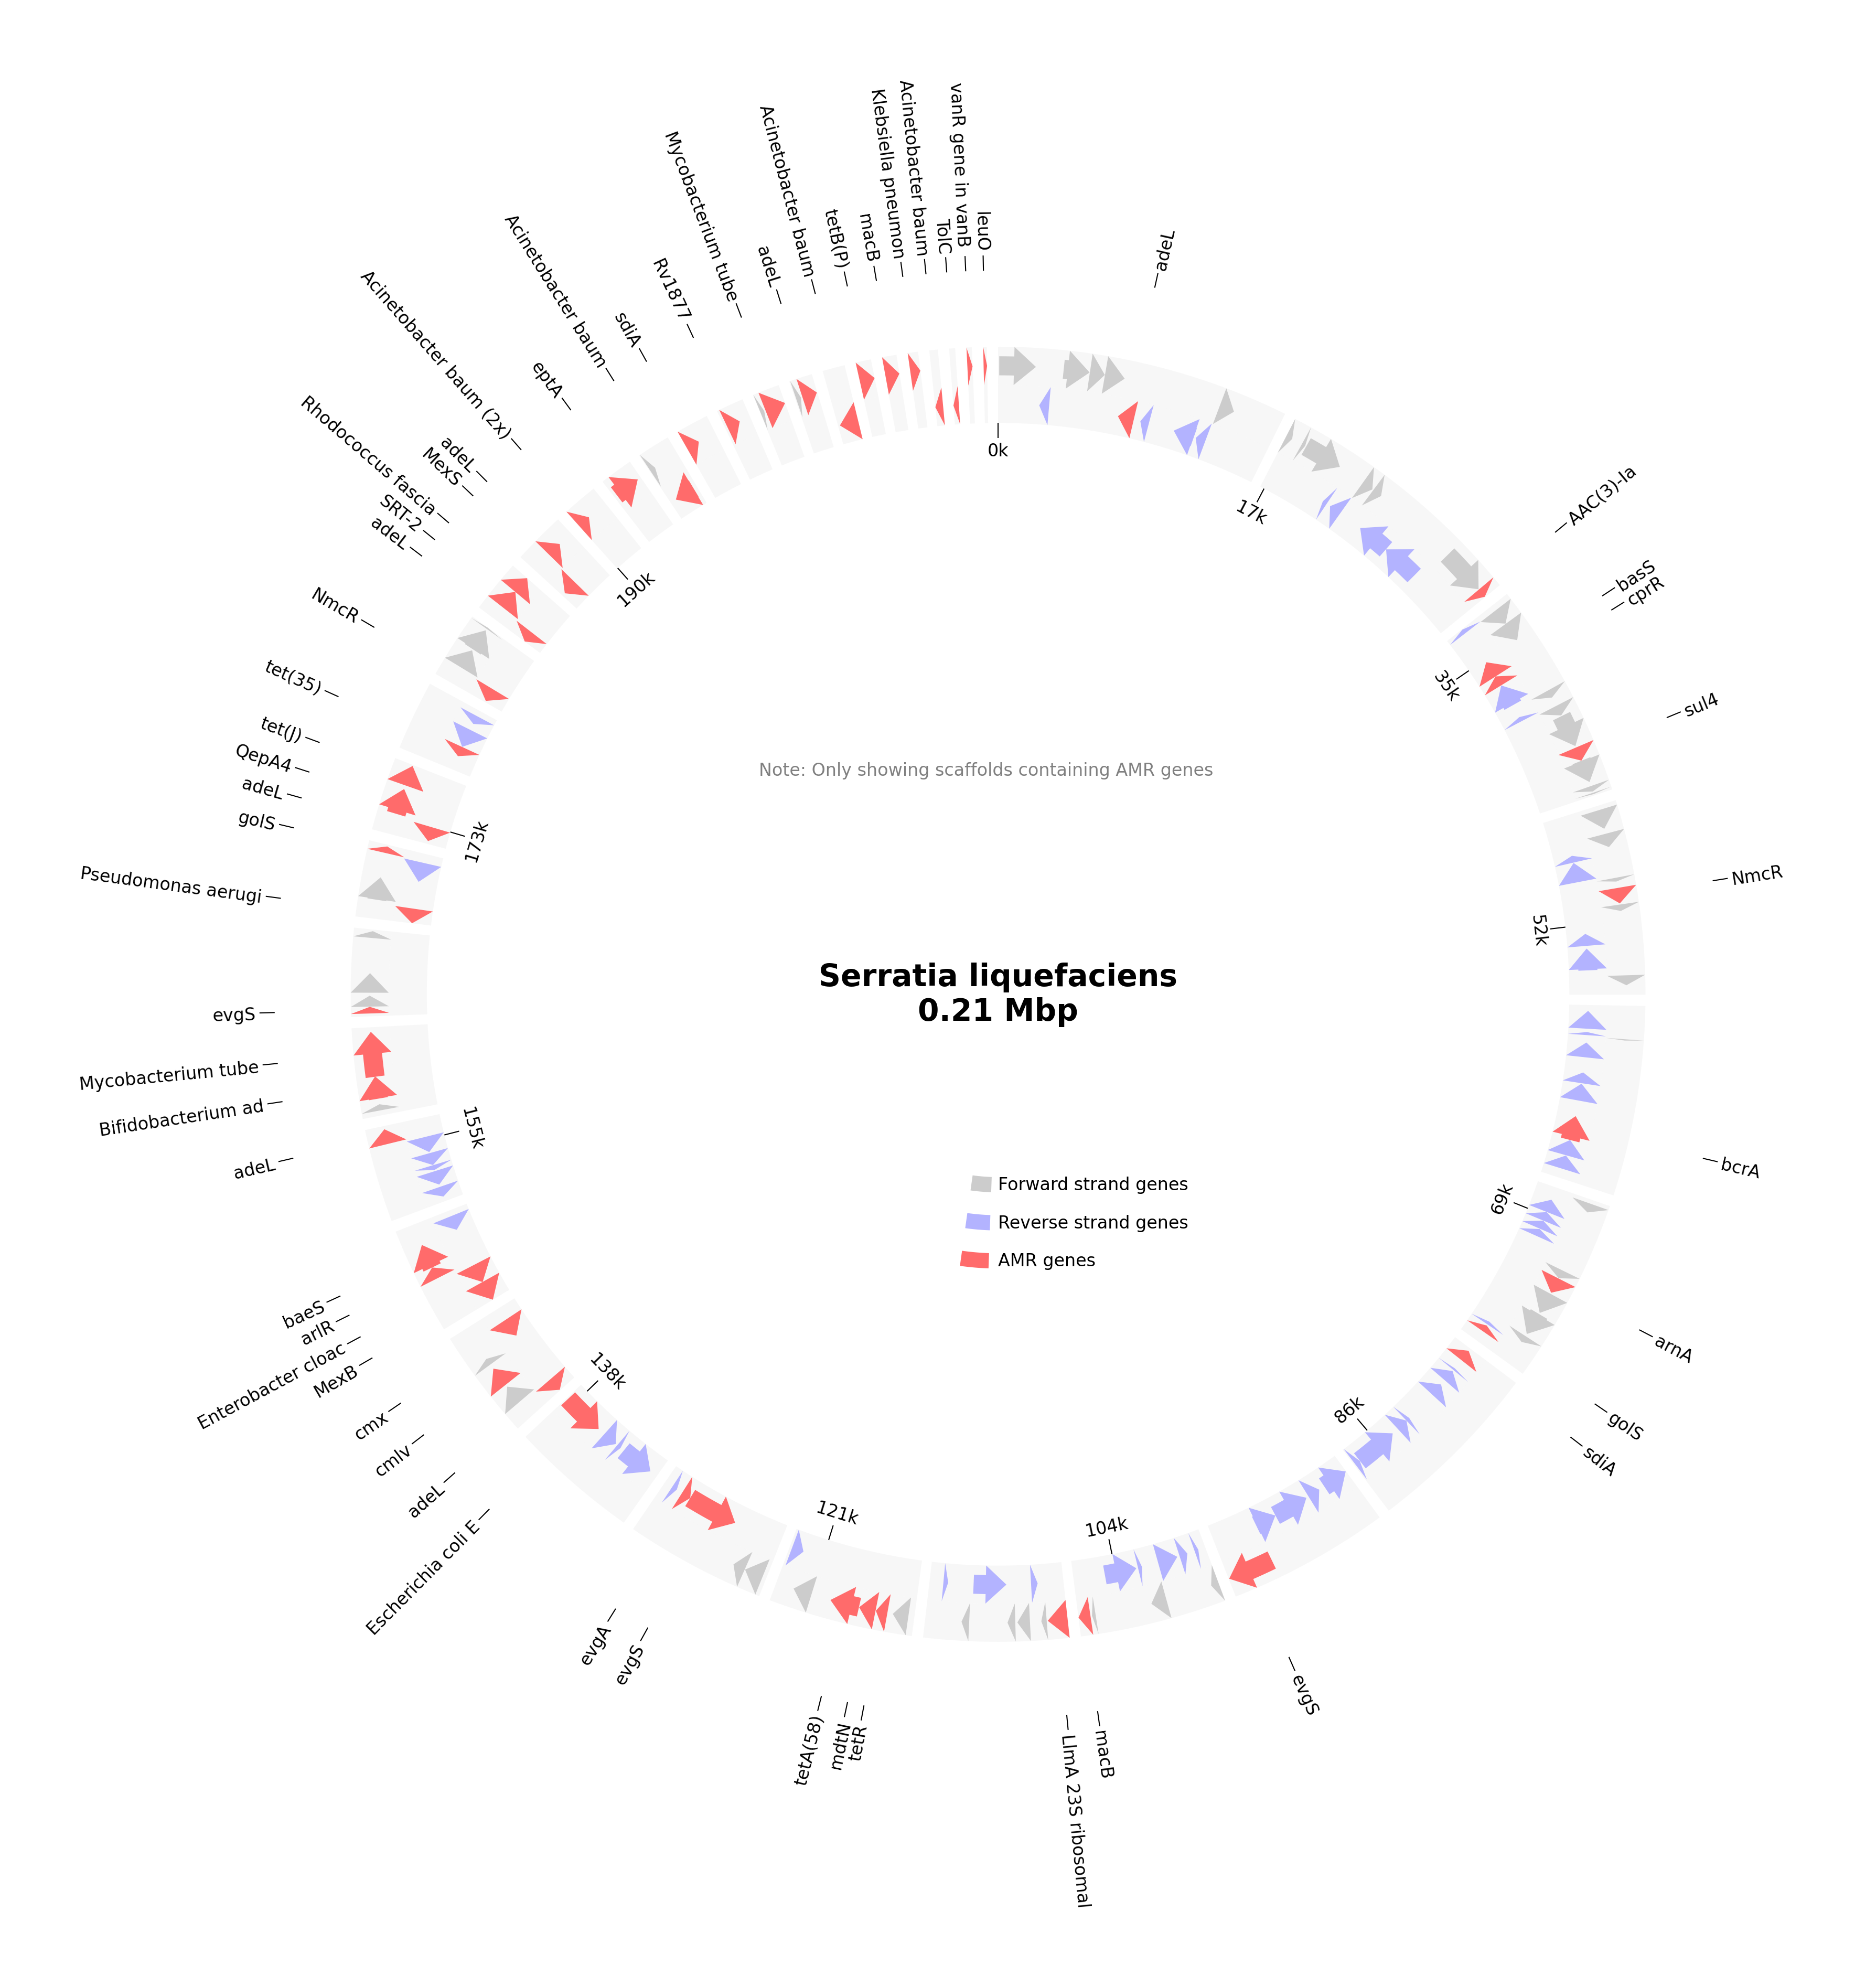 adeL
AAC(3)-Ia
basS
cprR
sul4
NmcR
bcrA
arnA
golS
sdiA
evgS
macB
LlmA 23S ribosomal
tetR
mdtN
tetA(58)
evgS
evgA
Escherichia coli E
adeL
cmlv
cmx
MexB
Enterobacter cloac
arlR
baeS
adeL
Bifidobacterium ad
Mycobacterium tube
evgS
Pseudomonas aerugi
golS
adeL
QepA4
tet(J)
tet(35)
NmcR
adeL
SRT-2
Rhodococcus fascia
MexS
adeL
Acinetobacter baum (2x)
eptA
Acinetobacter baum
sdiA
Rv1877
Mycobacterium tube
adeL
Acinetobacter baum
tetB(P)
macB
Klebsiella pneumon
Acinetobacter baum
TolC
vanR gene in vanB
leuO
0k
17k
35k
52k
69k
86k
104k
121k
138k
155k
173k
190k
Note: Only showing scaffolds containing AMR genes
Serratia liquefaciens
0.21 Mbp
Forward strand genes
Reverse strand genes
AMR genes